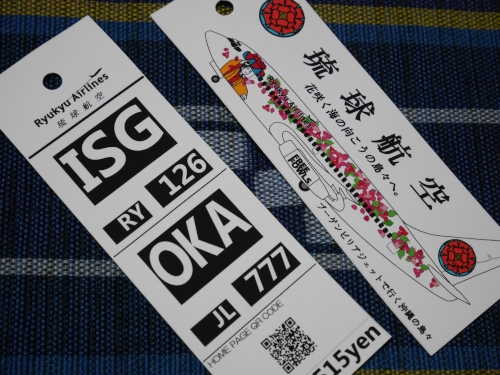 Ryukyu Airlines
琉球航空
ISG
RY 126
OKA
JL 777
HOME PAGE QR CODE
515yen
琉球航空
花咲く海の向こうの島々へ。
ブーゲンビリアジェットで行く沖縄の島々